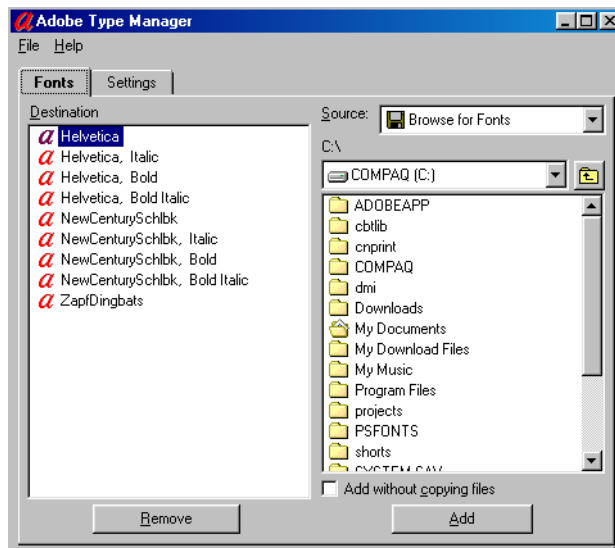 Adobe Type Manager
File Help
Fonts Settings
Destination
Helvetica
Helvetica, Italic
Helvetica, Bold
Helvetica, Bold Italic
NewCenturySchlbk
NewCenturySchlbk, Italic
NewCenturySchlbk, Bold
NewCenturySchlbk, Bold Italic
ZapfDingbats
Remove
Source: Browse for Fonts
C:\
COMPAQ (C:)
ADOBEAPP
cbtlib
cnprint
COMPAQ
dmi
Downloads
My Documents
My Download Files
My Music
Program Files
projects
PSFONTS
shorts
SYSTEM.SAV
Add without copying files
Add